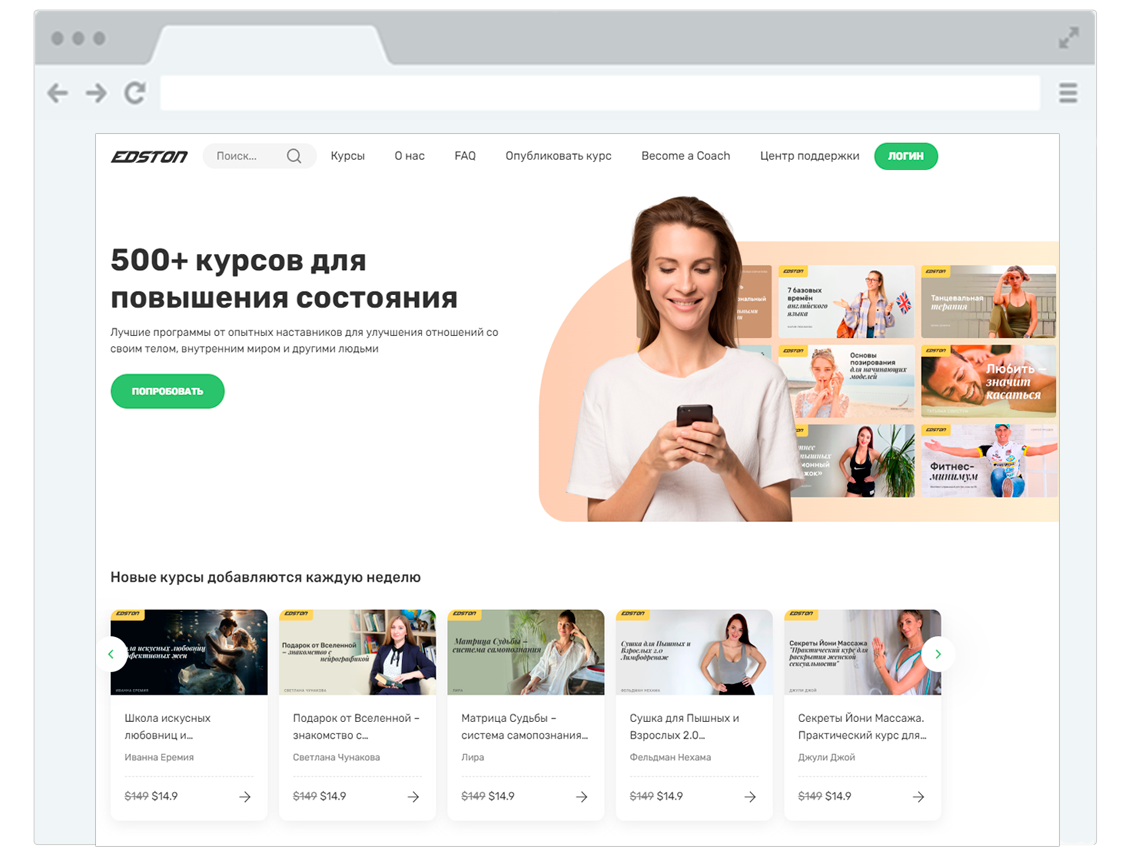 EDSTON
Поиск...
Курсы
О нас
FAQ
Опубликовать курс
Become a Coach
Центр поддержки
ЛОГИН
500+ курсов для
повышения состояния
Лучшие программы от опытных наставников для улучшения отношений со
своим телом, внутренним миром и другими людьми
ПОПРОБОВАТЬ
EDSTON
7 базовых
времён
английского
языка
EDSTON
Танцевальная
терапия
EDSTON
Основы
позирования
для начинающих
моделей
EDSTON
Любить –
значит
касаться
EDSTON
Фитнес-
минимум
Новые курсы добавляются каждую неделю
EDSTON
искусных любовниц
эффективных жен
ИВАННА ЕРЕМИЯ
Школа искусных
любовниц и...
Иванна Еремия
$149 $14.9
EDSTON
Подарок от Вселенной
– знакомство с
нейрографикой
СВЕТЛАНА ЧУНАКОВА
Подарок от Вселенной –
знакомство с...
Светлана Чунакова
$149 $14.9
EDSTON
Матрица Судьбы –
система самопознания
ЛИРА
Матрица Судьбы –
система самопознания...
Лира
$149 $14.9
EDSTON
Сушка для Пышных и
Взрослых 2.0
Лимфодренаж
ФЕЛЬДМАН НЕХАМА
Сушка для Пышных и
Взрослых 2.0...
Фельдман Нехама
$149 $14.9
EDSTON
Секреты Йони Массажа
"Практический курс для
раскрытия женской
сексуальности"
ДЖУЛИ ДЖОЙ
Секреты Йони Массажа.
Практический курс для...
Джули Джой
$149 $14.9